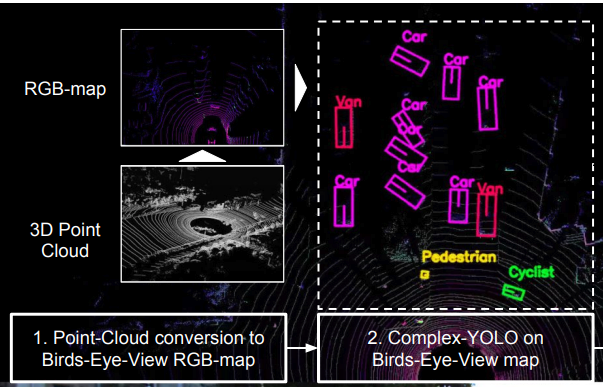 RGB-map
3D Point
Cloud
Car
Car
Car
Van
Car
Car
Car
Car
Car
Van
Pedestrian
Cyclist
1. Point-Cloud conversion to
Birds-Eye-View RGB-map
2. Complex-YOLO on
Birds-Eye-View map